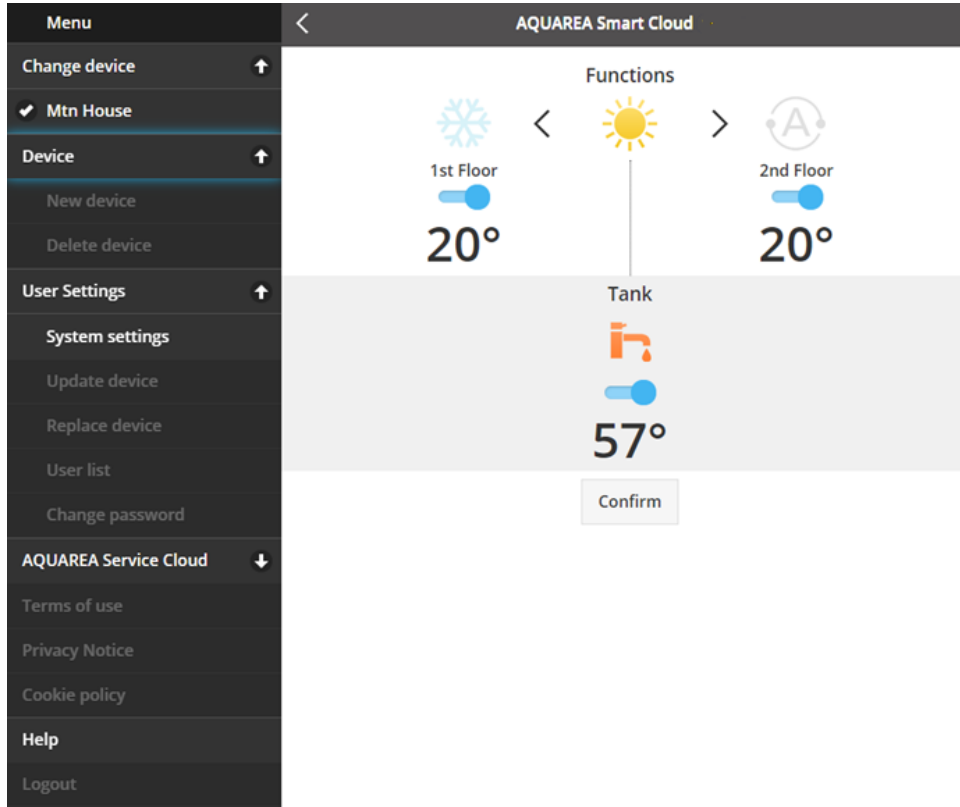 Menu
Change device
Mtn House
Device
New device
Delete device
User Settings
System settings
Update device
Replace device
User list
Change password
AQUAREA Service Cloud
Terms of use
Privacy Notice
Cookie policy
Help
Logout
AQUAREA Smart Cloud
Functions
A
1st Floor
2nd Floor
20°
20°
Tank
57°
Confirm